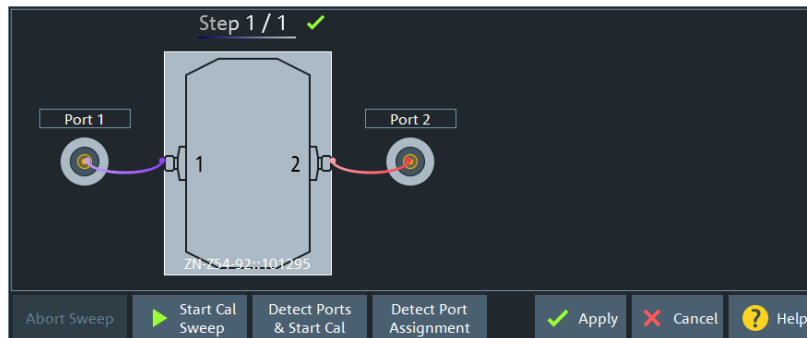 Step 1 / 1
Port 1
Port 2
1
2
ZN-Z54-92::101295
Abort Sweep
Start Cal
Sweep
Detect Ports
& Start Cal
Detect Port
Assignment
Apply
Cancel
Help